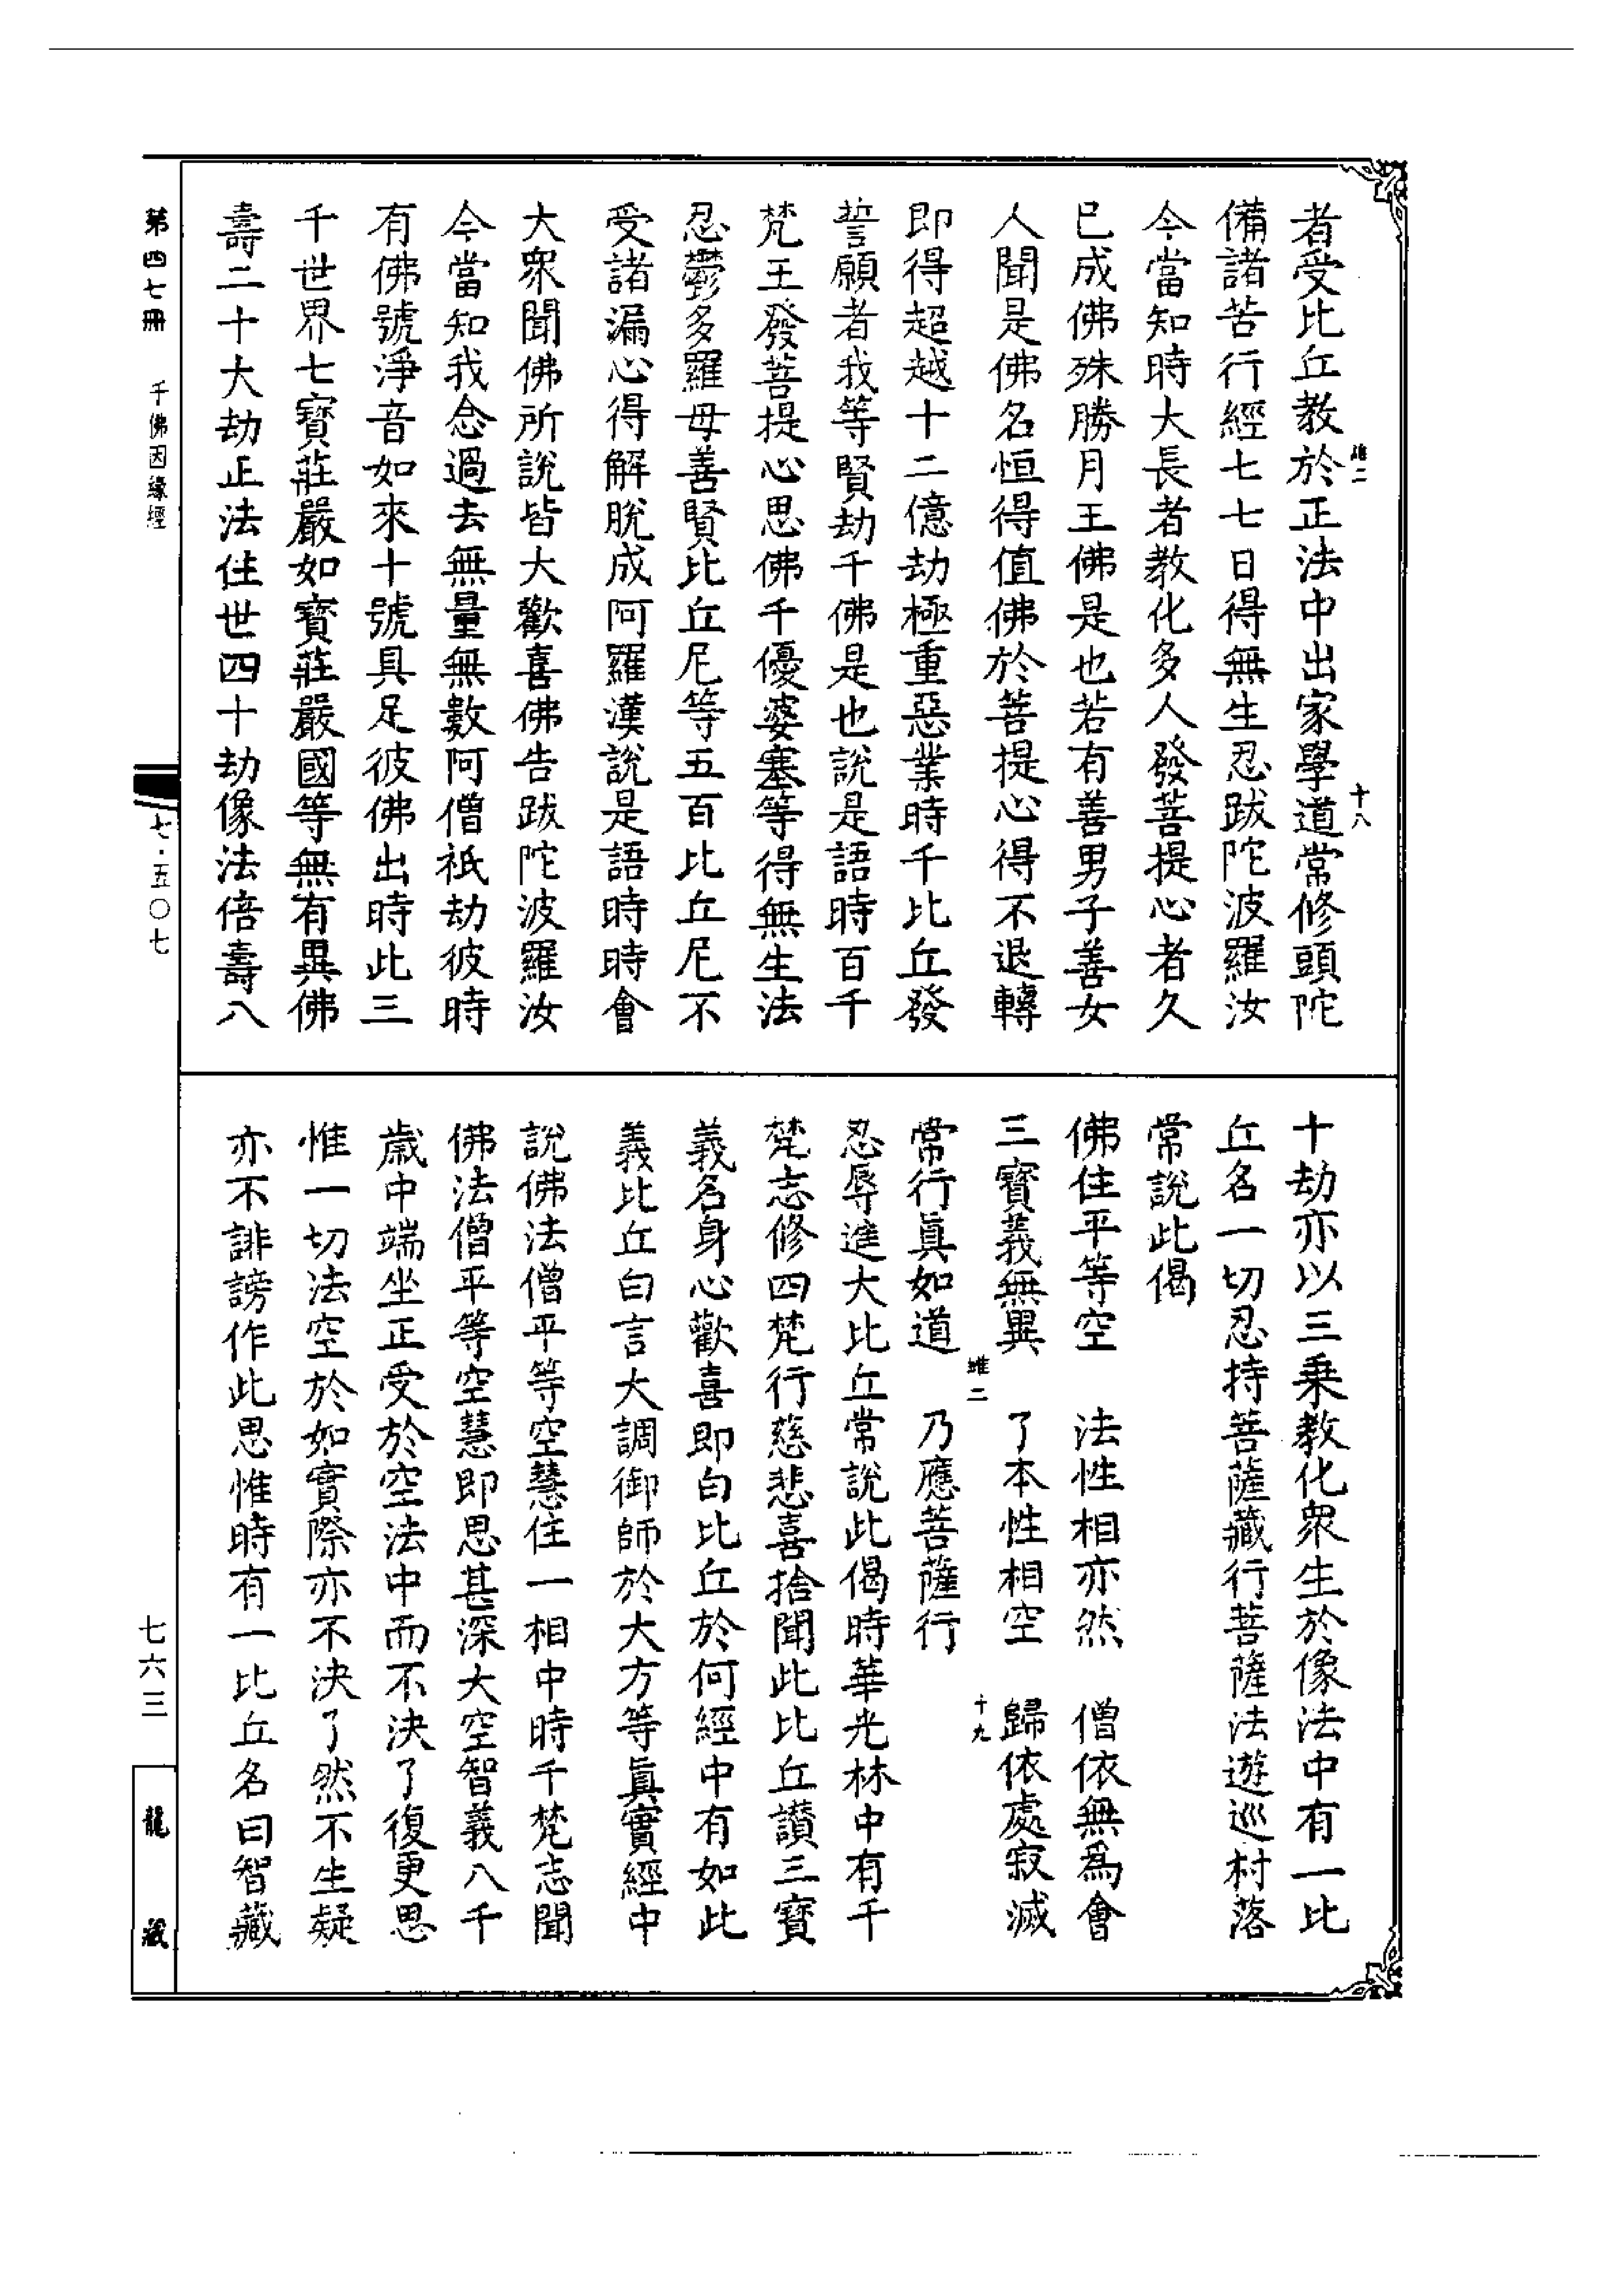 者受比丘教於正法中出家學道常修頭陀
備諸苦行經七七日得無生忍跋陀波羅汝
今當知時大長者教化多人發菩提心者久
已成佛殊勝月王佛是也若有善男子善女
人聞是佛名恒得值佛於菩提心得不退轉
即得超越十二億劫極重惡業時千比丘發
誓願者我等賢劫千佛是也說是語時百千
梵王發菩提心思佛千優婆塞等得無生法
忍鬱多羅母善賢比丘尼等五百比丘尼不
受諸漏心得解脫成阿羅漢說是語時時會
大衆聞佛所說皆大歡喜佛告跋陀波羅汝
今當知我念過去無量無數阿僧祇劫彼時
有佛號淨音如來十號具足彼佛出時此三
千世界七寶莊嚴如寶莊嚴國等無有異佛
壽二十大劫正法住世四十劫像法倍壽八
維二
十八
十劫亦以三乘教化衆生於像法中有一比
丘名一切忍持菩薩藏行菩薩法遊巡村落
常說此偈
佛住平等空 法性相亦然 僧依無爲會
三寶義無異 了本性相空 歸依處寂滅
常行眞如道 乃應菩薩行
維二
十九
忍辱進大比丘常說此偈時華光林中有千
梵志修四梵行慈悲喜捨聞此比丘讃三寶
義名身心歡喜即白比丘於何經中有如此
義比丘白言大調御師於大方等眞實經中
說佛法僧平等空慧住一相中時千梵志聞
佛法僧平等空慧即思甚深大空智義八千
歲中端坐正受於空法中而不決了復更思
惟一切法空於如實際亦不決了然不生疑
亦不誹謗作此思惟時有一比丘名曰智藏
第四七冊 千佛因緣經
七·五〇七
七六三
龍藏